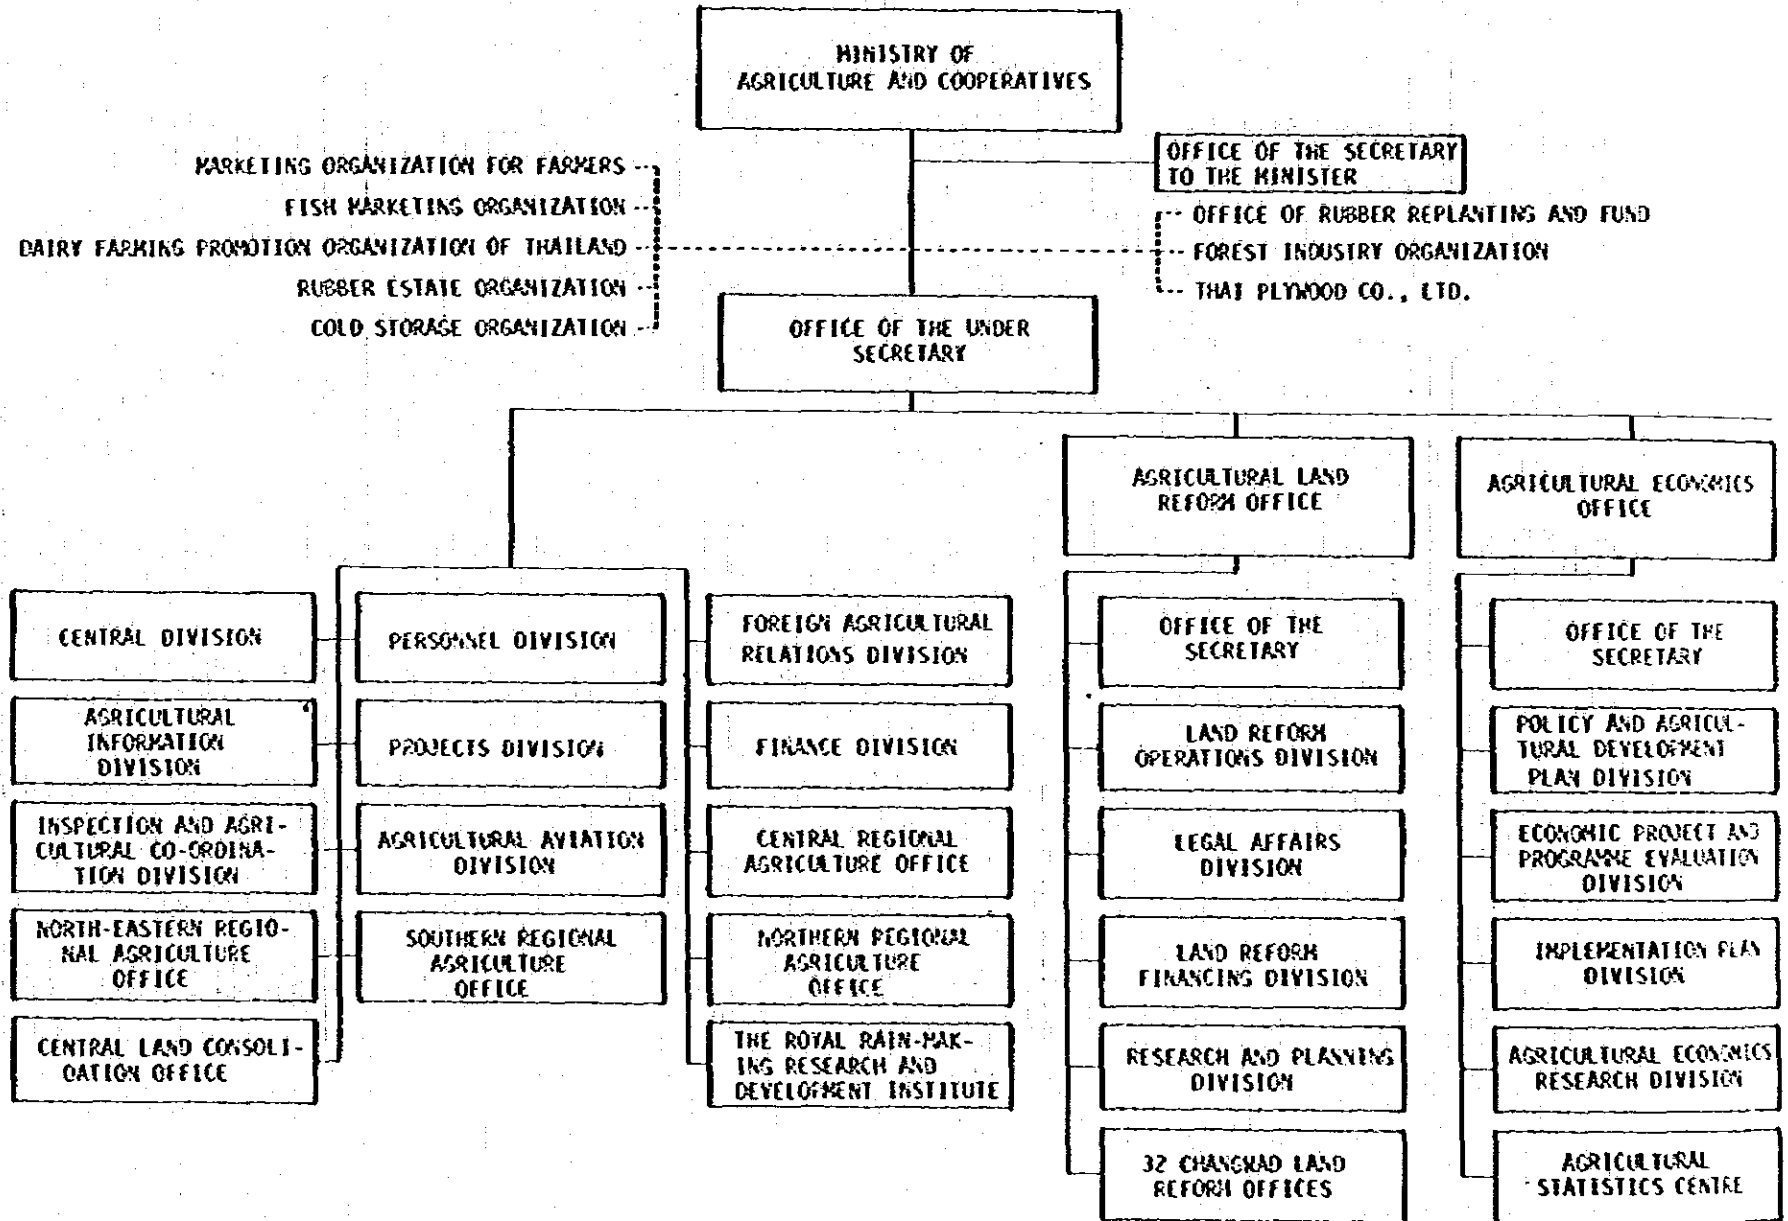 MINISTRY OF
AGRICULTURE AND COOPERATIVES
OFFICE OF THE SECRETARY
TO THE MINISTER
MARKETING ORGANIZATION FOR FARMERS
FISH MARKETING ORGANIZATION
DAIRY FARMING PROMOTION ORGANIZATION OF THAILAND
RUBBER ESTATE ORGANIZATION
COLD STORAGE ORGANIZATION
OFFICE OF RUBBER REPLANTING AND FUND
FOREST INDUSTRY ORGANIZATION
THAI PLYWOOD CO., LTD.
OFFICE OF THE UNDER
SECRETARY
AGRICULTURAL LAND
REFORM OFFICE
AGRICULTURAL ECONOMICS
OFFICE
CENTRAL DIVISION
AGRICULTURAL
INFORMATION
DIVISION
INSPECTION AND AGRI-
CULTURAL CO-ORDINA-
TION DIVISION
NORTH-EASTERN REGIO-
NAL AGRICULTURE
OFFICE
CENTRAL LAND CONSOLI-
DATION OFFICE
PERSONNEL DIVISION
PROJECTS DIVISION
AGRICULTURAL AVIATION
DIVISION
SOUTHERN REGIONAL
AGRICULTURE
OFFICE
FOREIGN AGRICULTURAL
RELATIONS DIVISION
FINANCE DIVISION
CENTRAL REGIONAL
AGRICULTURE OFFICE
NORTHERN REGIONAL
AGRICULTURE
OFFICE
THE ROYAL RAIN-MAK-
ING RESEARCH AND
DEVELOPMENT INSTITUTE
OFFICE OF THE
SECRETARY
LAND REFORM
OPERATIONS DIVISION
LEGAL AFFAIRS
DIVISION
LAND REFORM
FINANCING DIVISION
RESEARCH AND PLANNING
DIVISION
32 CHANGWAD LAND
REFORM OFFICES
OFFICE OF THE
SECRETARY
POLICY AND AGRICUL-
TURAL DEVELOPMENT
PLAN DIVISION
ECONOMIC PROJECT AND
PROGRAMME EVALUATION
DIVISION
IMPLEMENTATION PLAN
DIVISION
AGRICULTURAL ECONOMICS
RESEARCH DIVISION
AGRICULTURAL
STATISTICS CENTRE